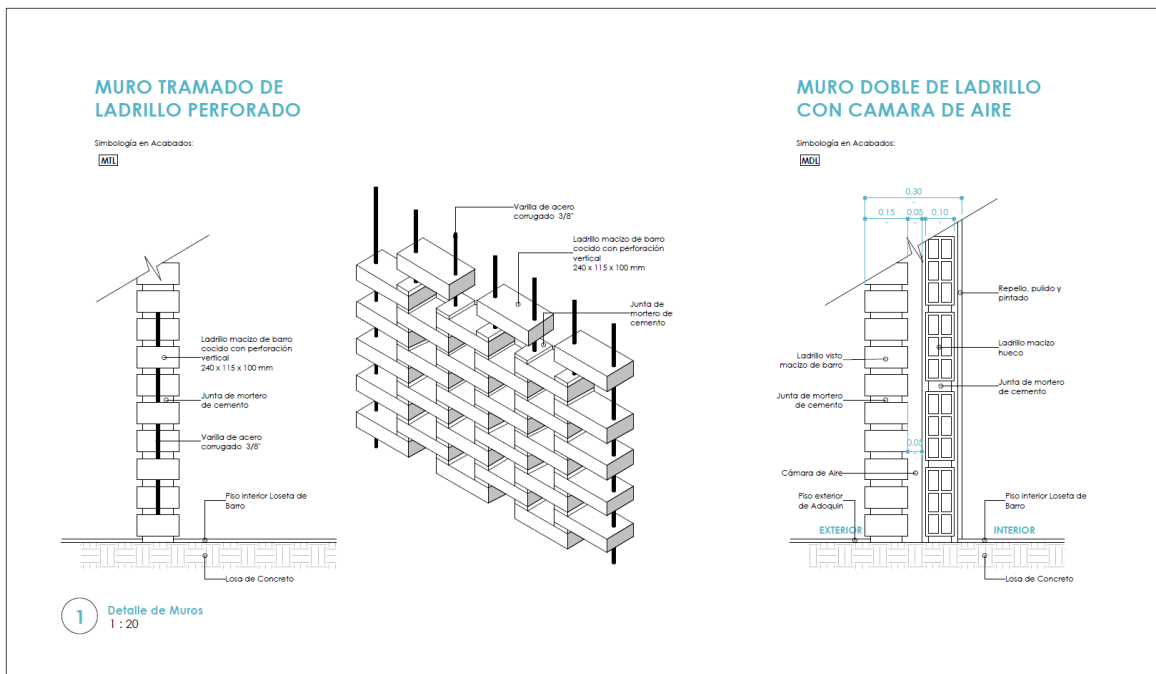 MURO TRAMADO DE
LADRILLO PERFORADO
Simbología en Acabados:
MTL
Ladrillo macizo de barro
cocido con perforación
vertical
240 x 115 x 100 mm
Junta de mortero
de cemento
Varilla de acero
corrugado 3/8"
Piso interior Loseta de
Barro
Losa de Concreto
Varilla de acero
corrugado 3/8"
Ladrillo macizo de barro
cocido con perforación
vertical
240 x 115 x 100 mm
Junta de
mortero de
cemento
MURO DOBLE DE LADRILLO
CON CAMARA DE AIRE
Simbología en Acabados:
MDL
0.30
0.15 0.05 0.10
Repello, pulido y
pintado
Ladrillo visto
macizo de barro
Ladrillo macizo
hueco
Junta de mortero
de cemento
Junta de mortero
de cemento
0.05
Cámara de Aire
Piso exterior
de Adoquin
Piso interior Loseta de
Barro
EXTERIOR
INTERIOR
Losa de Concreto
1
Detalle de Muros
1 : 20